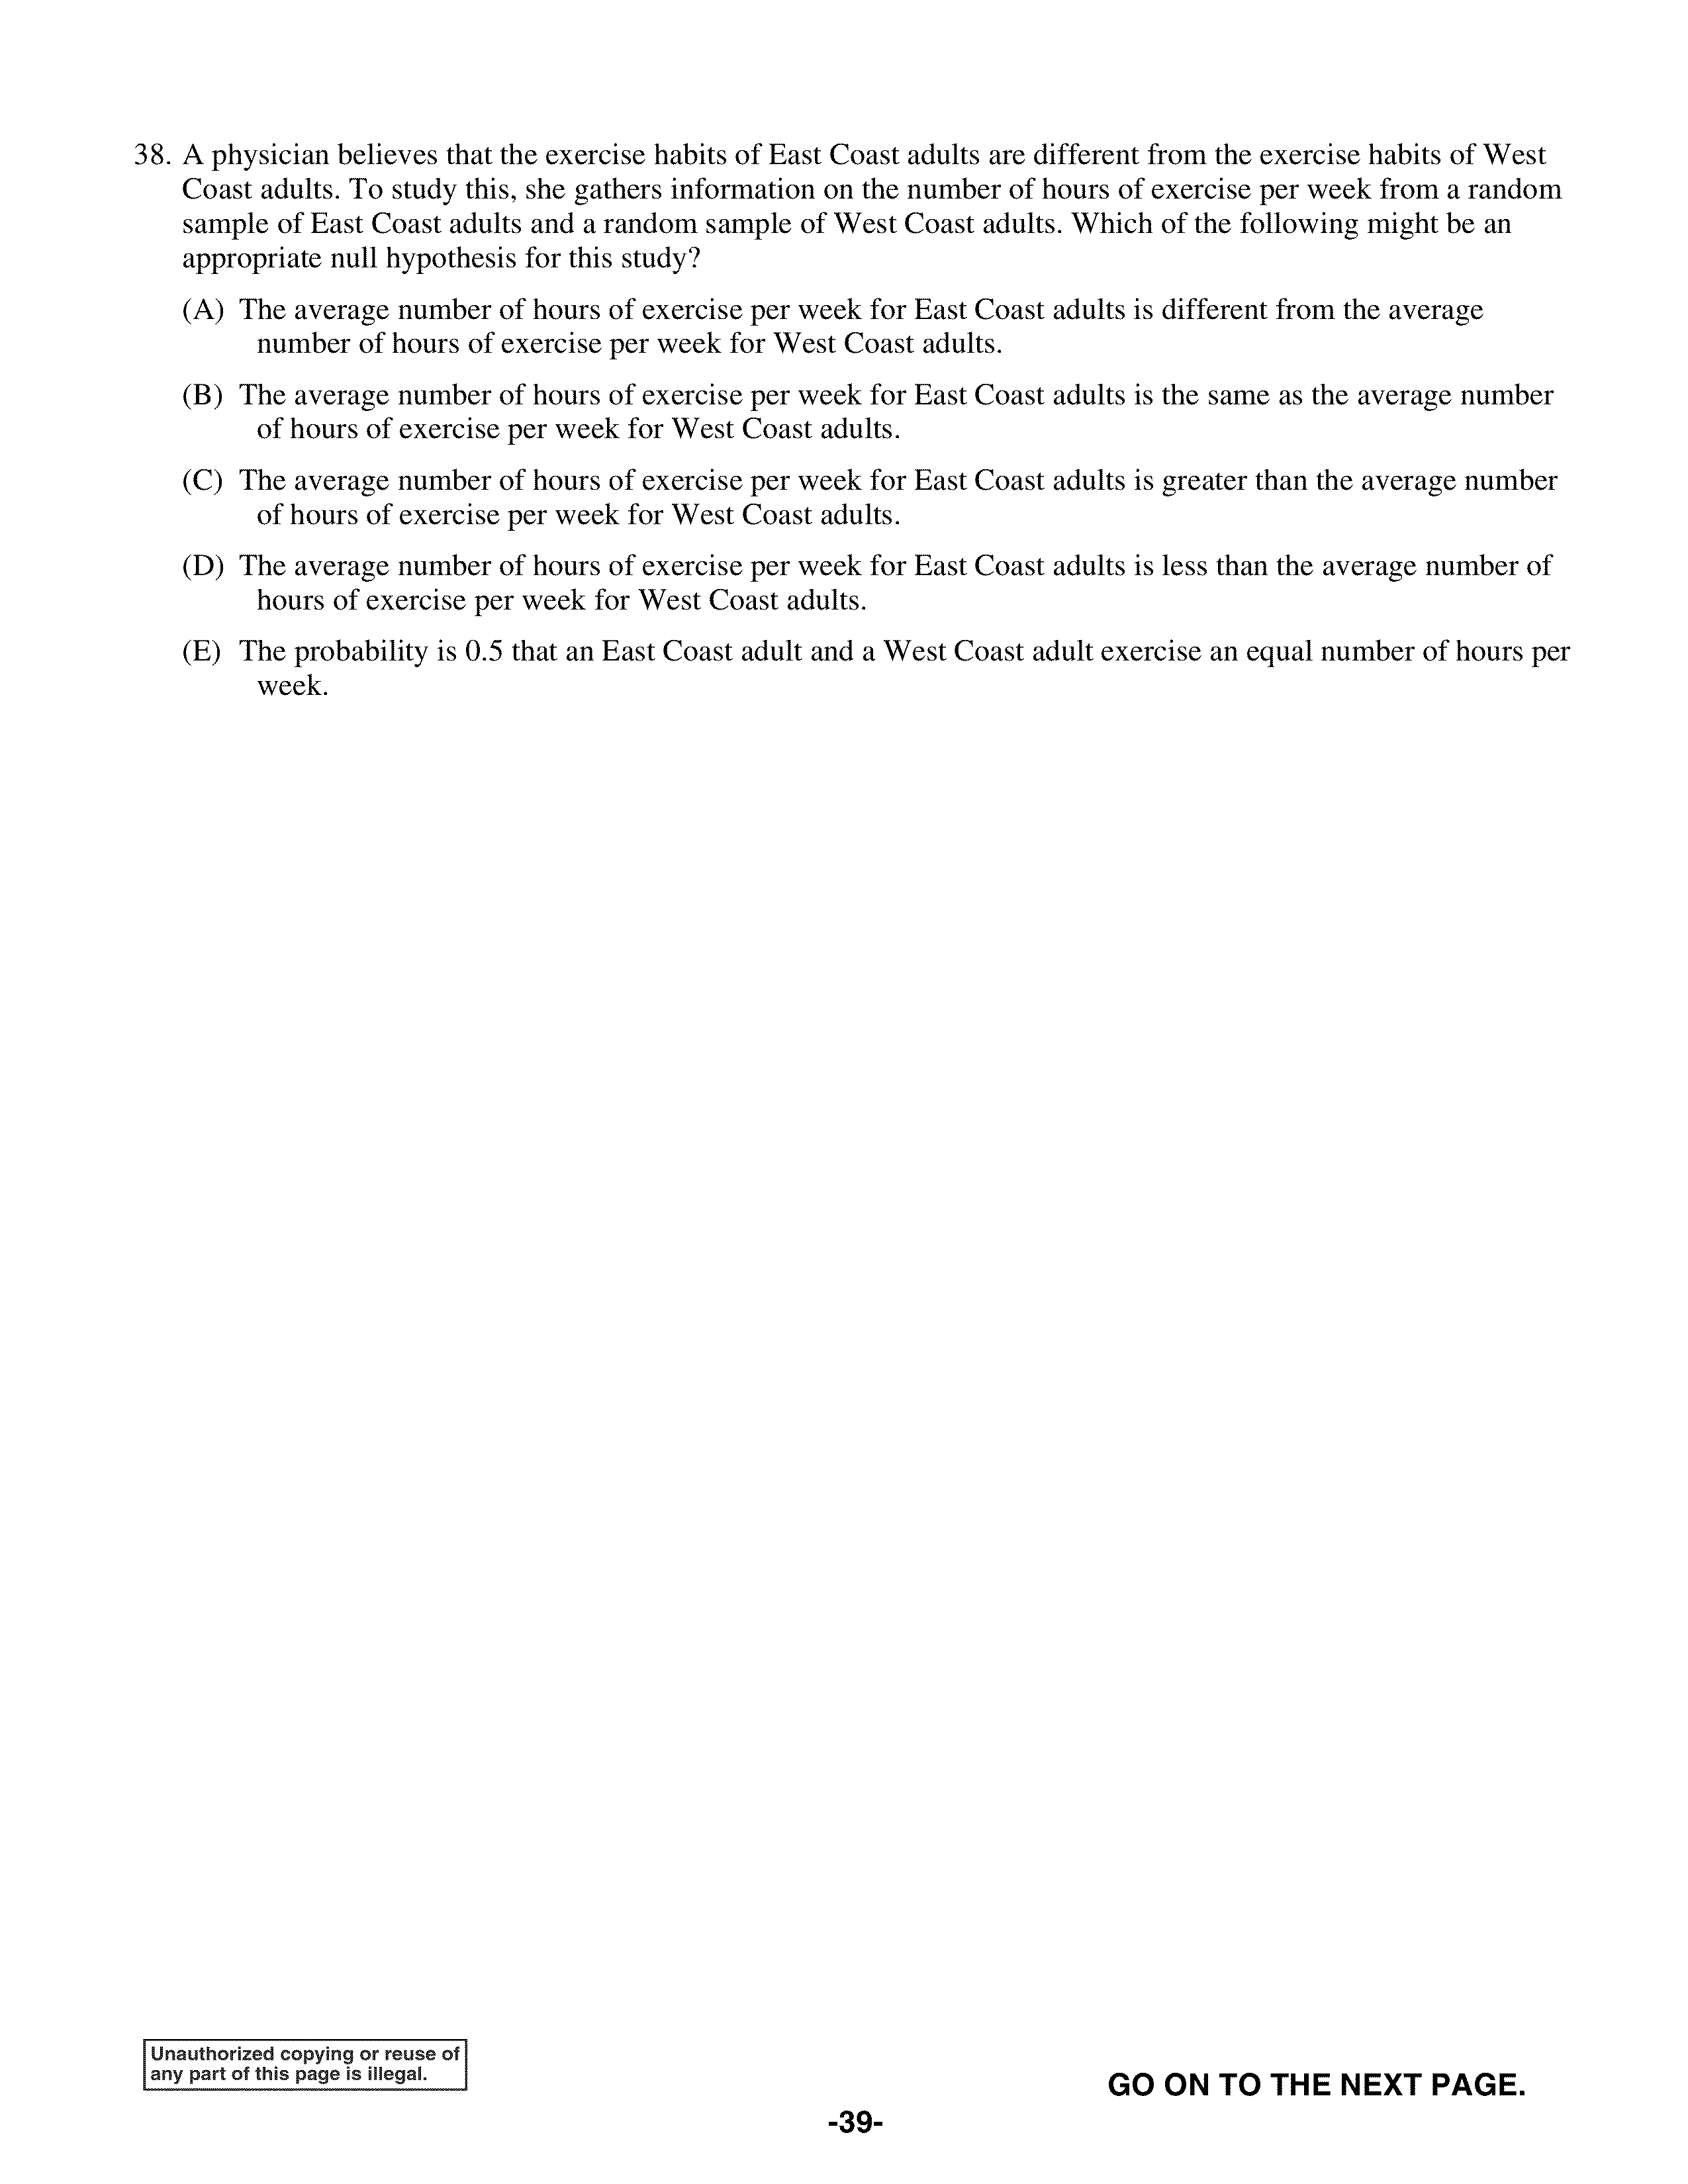 38. A physician believes that the exercise habits of East Coast adults are different from the exercise habits of West
Coast adults. To study this, she gathers information on the number of hours of exercise per week from a random
sample of East Coast adults and a random sample of West Coast adults. Which of the following might be an
appropriate null hypothesis for this study?
(A) The average number of hours of exercise per week for East Coast adults is different from the average
number of hours of exercise per week for West Coast adults.
(B) The average number of hours of exercise per week for East Coast adults is the same as the average number
of hours of exercise per week for West Coast adults.
(C) The average number of hours of exercise per week for East Coast adults is greater than the average number
of hours of exercise per week for West Coast adults.
(D) The average number of hours of exercise per week for East Coast adults is less than the average number of
hours of exercise per week for West Coast adults.
(E) The probability is 0.5 that an East Coast adult and a West Coast adult exercise an equal number of hours per
week.
Unauthorized copying or reuse of
any part of this page is illegal.
GO ON TO THE NEXT PAGE.
-39-